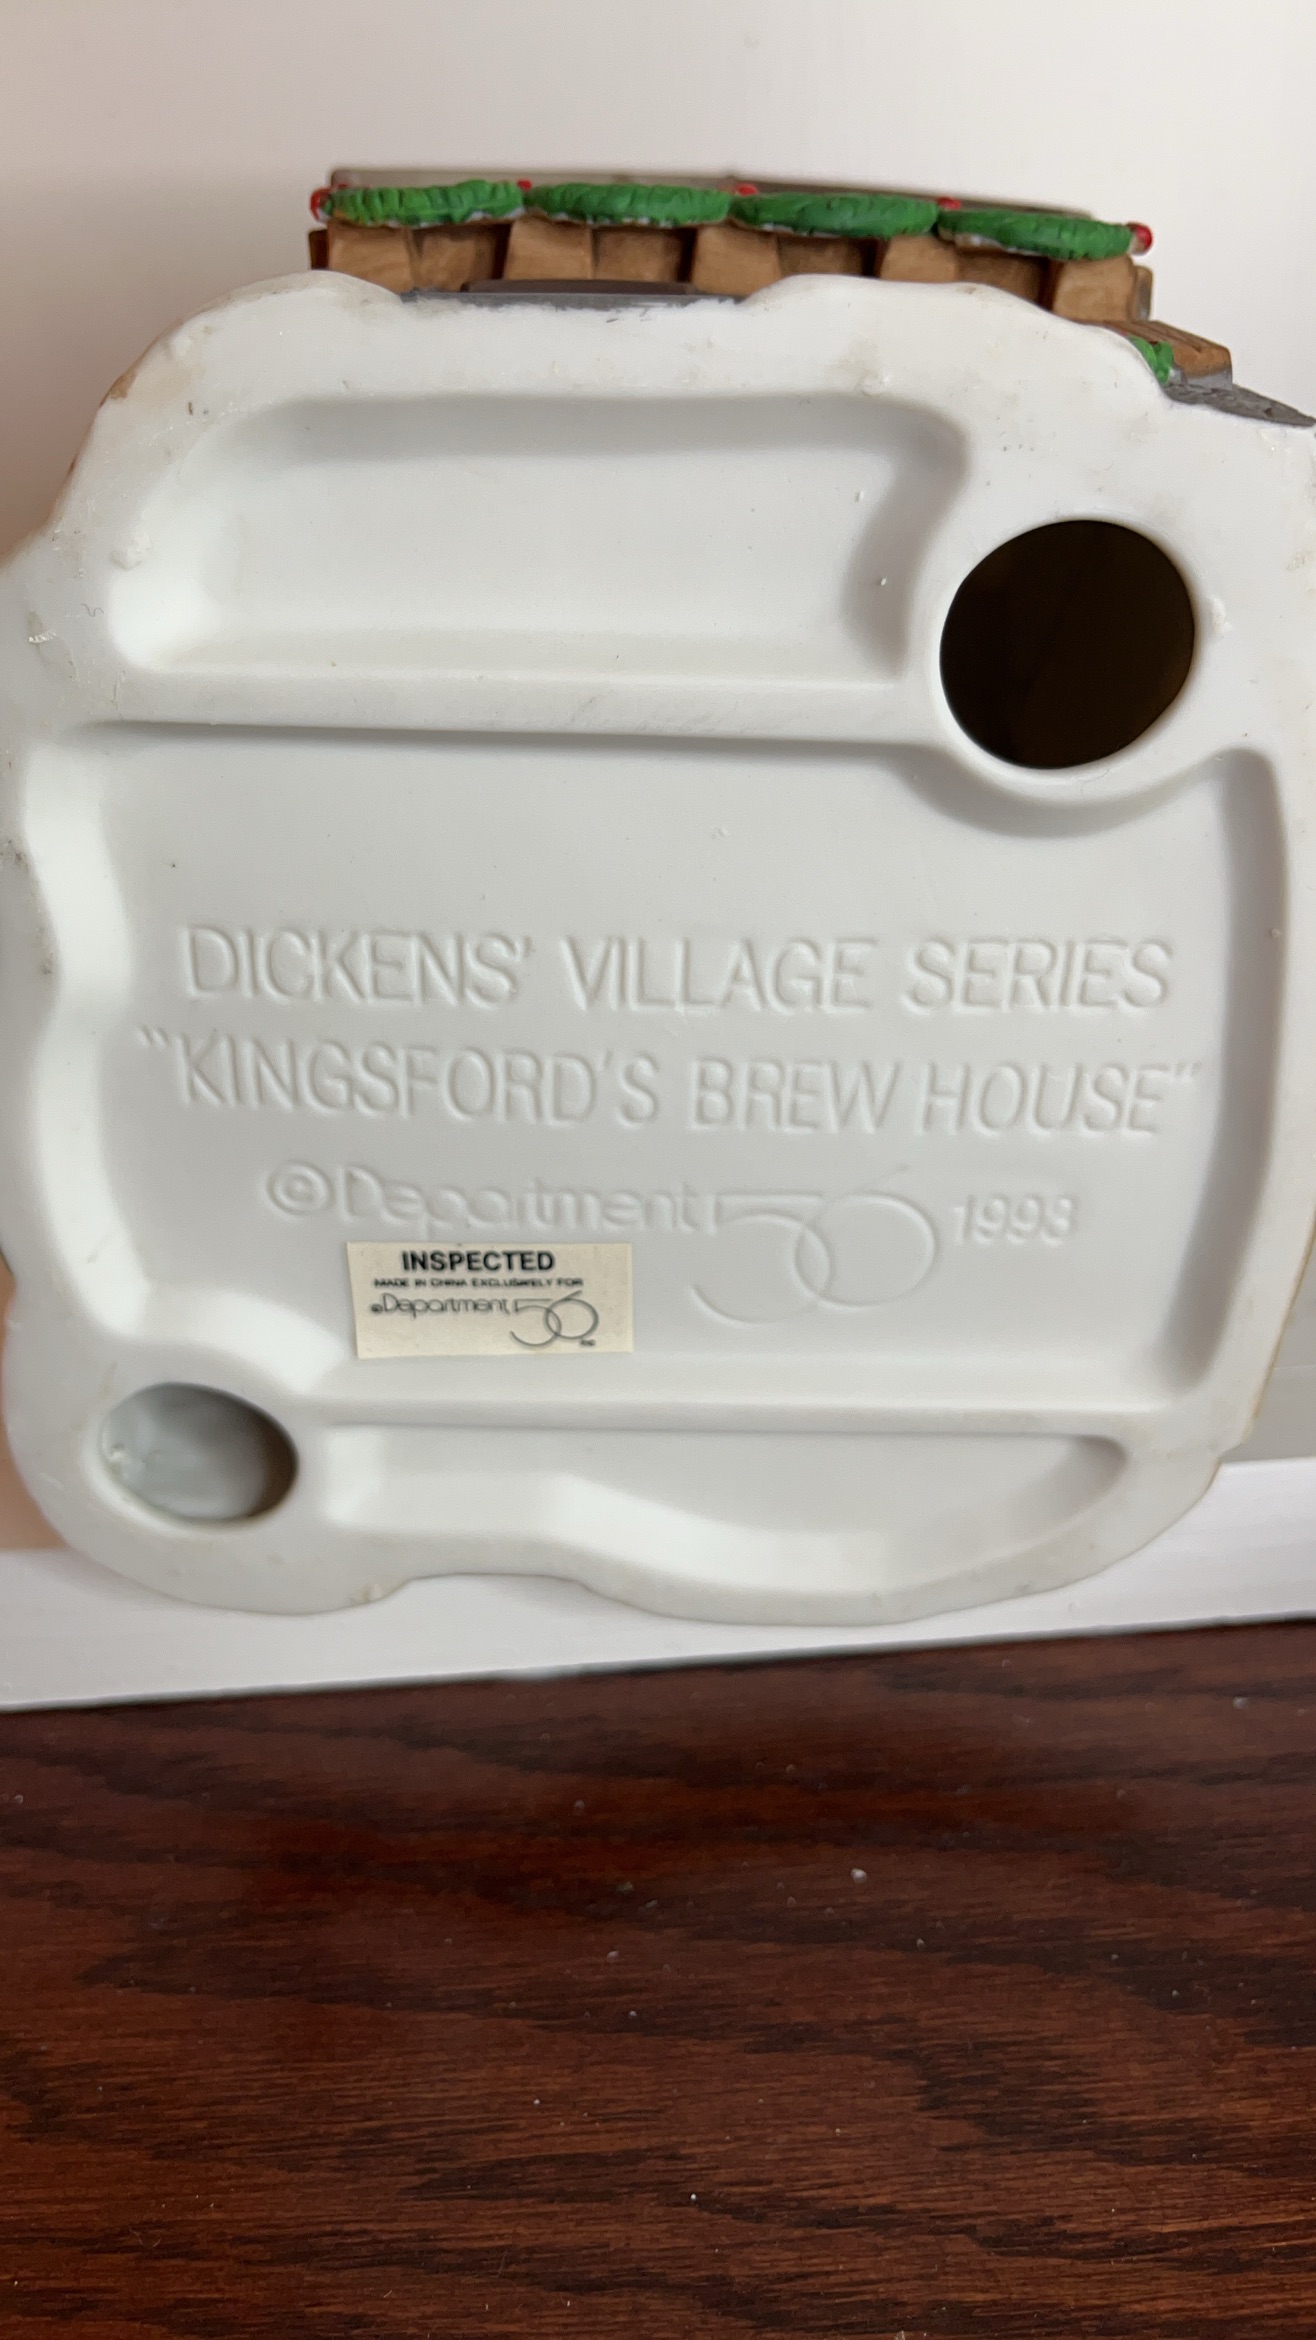 DICKENS' VILLAGE SERIES
"KINGSFORD'S BREW HOUSE"
©Department 56 1993
INSPECTED
MADE IN CHINA EXCLUSIVELY FOR
©Department 56